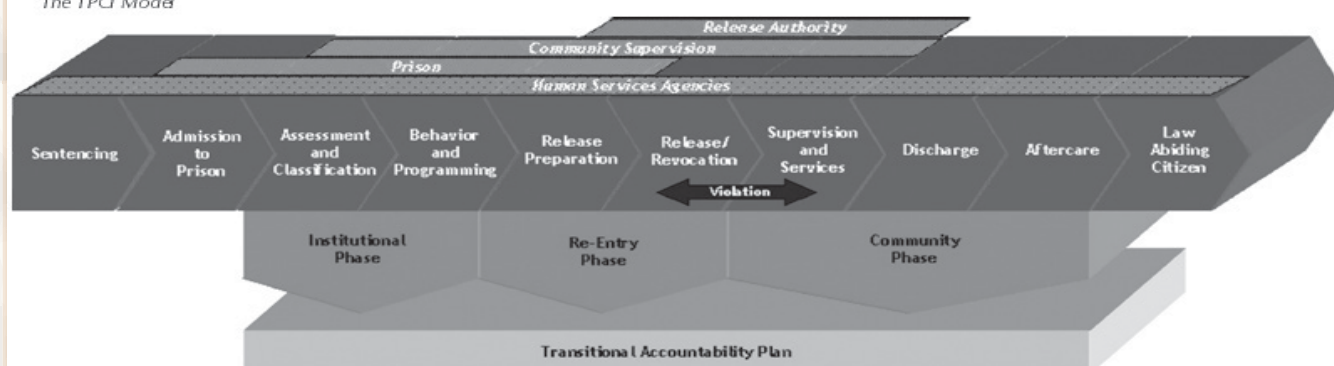 The TPCI Model
Release Authority
Community Supervision
Prison
Human Services Agencies
Sentencing
Admission
to
Prison
Assessment
and
Classification
Behavior
and
Programming
Release
Preparation
Release/
Revocation
Supervision
and
Services
Discharge
Aftercare
Law
Abiding
Citizen
Violation
Institutional
Phase
Re-Entry
Phase
Community
Phase
Transitional Accountability Plan